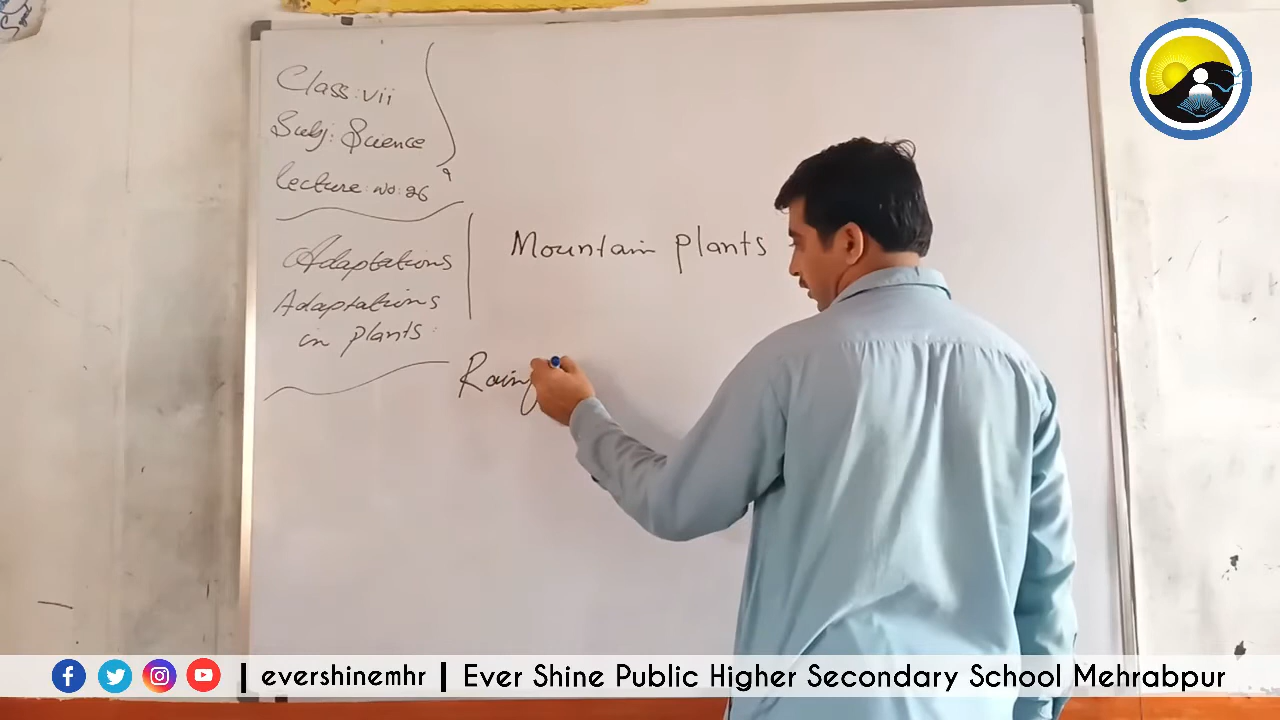 Class: vii
Subj: Science
Lecture: No: 26
Adaptations
Adaptations
in plants:
Mountain plants
Rainf
| evershinemhr | Ever Shine Public Higher Secondary School Mehrabpur